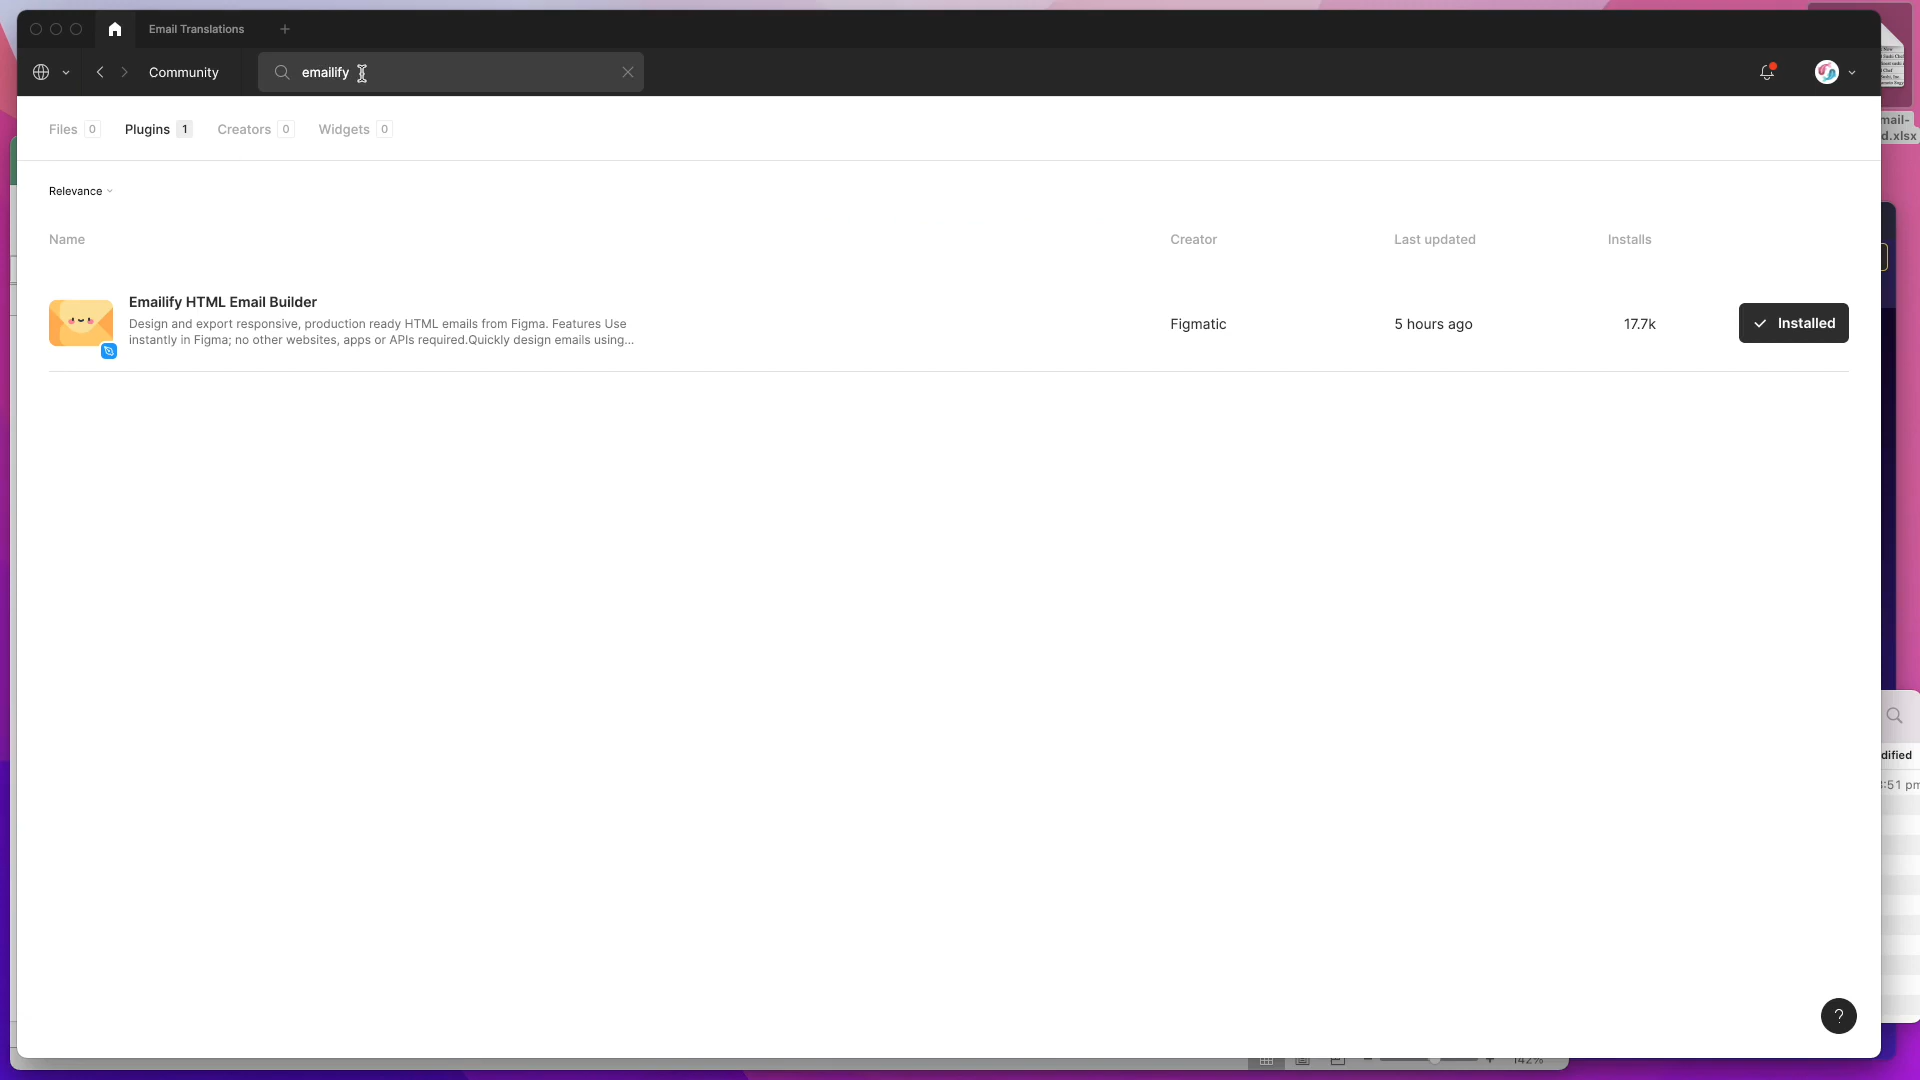 Email Translations
Community
emailify
Files 0
Plugins 1
Creators 0
Widgets 0
Relevance
Name
Creator
Last updated
Installs
Emailify HTML Email Builder
Design and export responsive, production ready HTML emails from Figma. Features Use
instantly in Figma; no other websites, apps or APIs required.Quickly design emails using...
Figmatic
5 hours ago
17.7k
Installed
mail-
d.xlsx
dified
:51 pm
?
142%